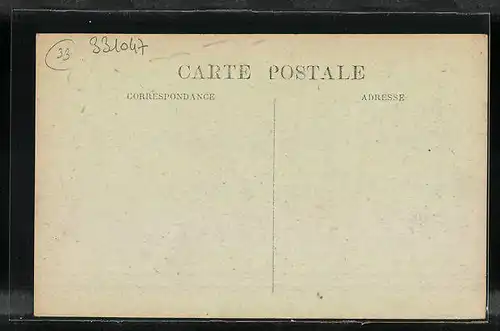 33 331047
CARTE POSTALE
CORRESPONDANCE ADRESSE